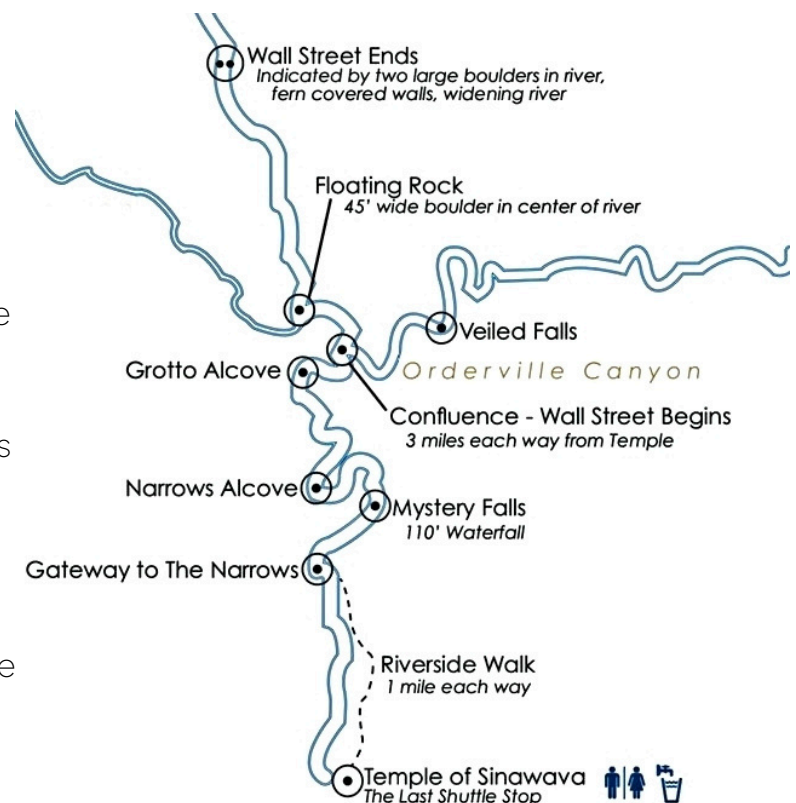 Wall Street Ends
Indicated by two large boulders in river,
fern covered walls, widening river
Floating Rock
45' wide boulder in center of river
e
Veiled Falls
Grotto Alcove
Orderville Canyon
Confluence - Wall Street Begins
3 miles each way from Temple
s
Narrows Alcove
Mystery Falls
110' Waterfall
Gateway to The Narrows
Riverside Walk
1 mile each way
e
Temple of Sinawava
The Last Shuttle Stop